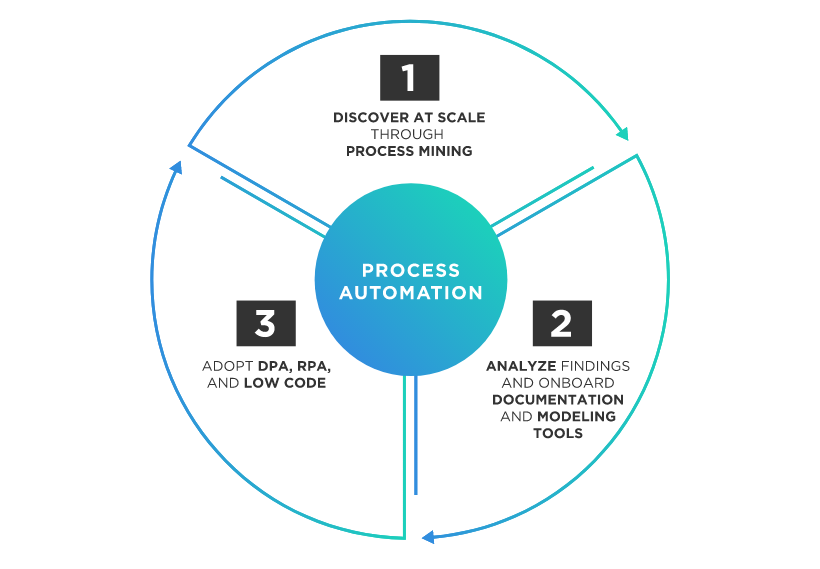 1
DISCOVER AT SCALE
THROUGH
PROCESS MINING
PROCESS
AUTOMATION
2
ANALYZE FINDINGS
AND ONBOARD
DOCUMENTATION
AND MODELING
TOOLS
3
ADOPT DPA, RPA,
AND LOW CODE